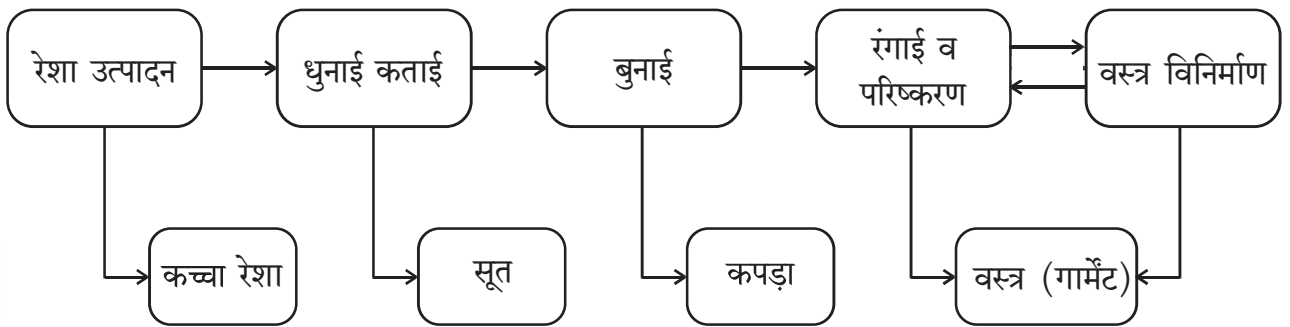 रेशा उत्पादन
धुनाई कताई
बुनाई
रंगाई व
परिष्करण
वस्त्र विनिर्माण
कच्चा रेशा
सूत
कपड़ा
वस्त्र (गार्मेंट)